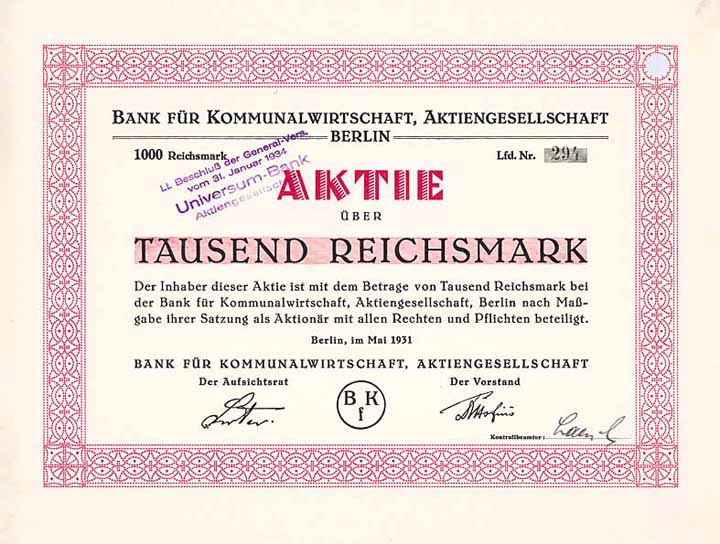 BANK FÜR KOMMUNALWIRTSCHAFT, AKTIENGESELLSCHAFT
BERLIN
1000 Reichsmark
Lfd. Nr. 294
Lt. Beschluß der General-Vers.
vom 31. Januar 1934
Universum-Bank
Aktiengesellsch
AKTIE
ÜBER
TAUSEND REICHSMARK
Der Inhaber dieser Aktie ist mit dem Betrage von Tausend Reichsmark bei
der Bank für Kommunalwirtschaft, Aktiengesellschaft, Berlin nach Maß-
gabe ihrer Satzung als Aktionär mit allen Rechten und Pflichten beteiligt.
Berlin, im Mai 1931
BANK FÜR KOMMUNALWIRTSCHAFT, AKTIENGESELLSCHAFT
Der Aufsichtsrat
Der Vorstand
B K
f
Kontrollbeamter: